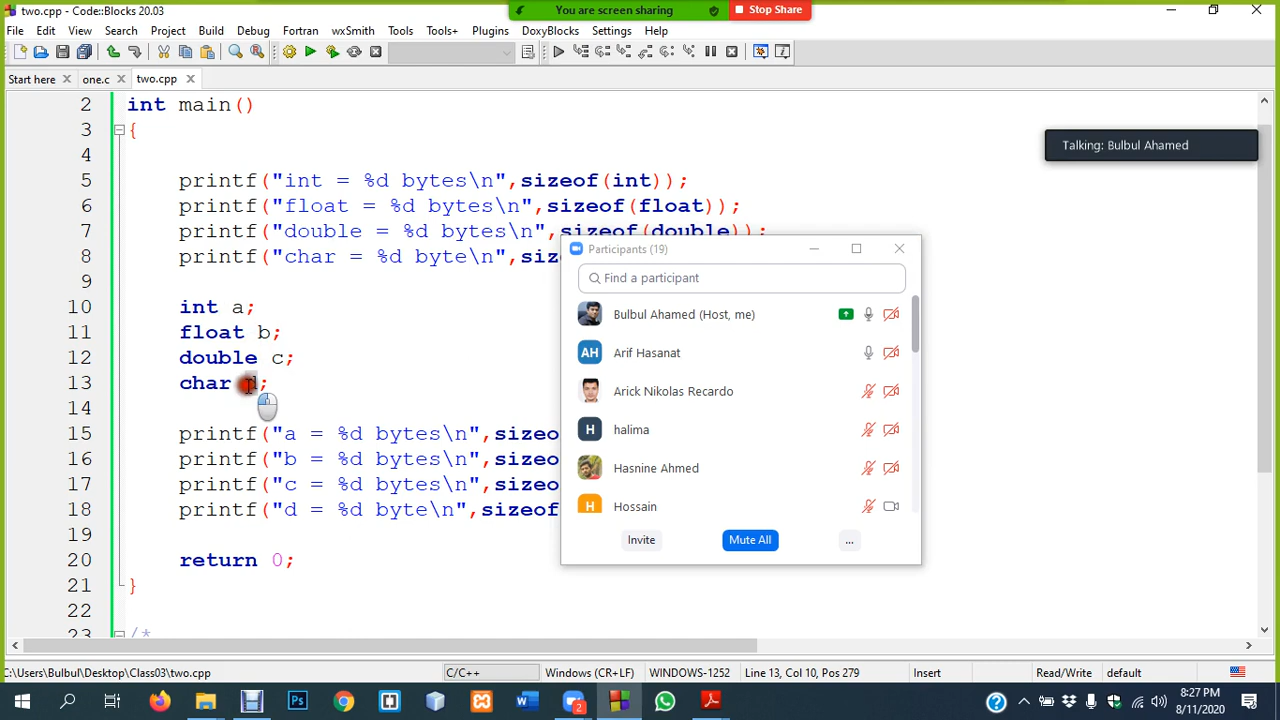 two.cpp - Code::Blocks 20.03
You are screen sharing
Stop Share
File Edit View Search Project Build Debug Fortran wxSmith Tools Tools+ Plugins DoxyBlocks Settings Help
Start here one.c two.cpp
2 int main()
3 {
4
Talking: Bulbul Ahamed
5 printf("int = %d bytes\n",sizeof(int));
6 printf("float = %d bytes\n",sizeof(float));
7 printf("double = %d bytes\n",sizeof(double));
8 printf("char = %d byte\n",siz
9
10 int a;
11 float b;
12 double c;
13 char d;
14
15 printf("a = %d bytes\n",sizeo
16 printf("b = %d bytes\n",sizeo
17 printf("c = %d bytes\n",sizeo
18 printf("d = %d byte\n",sizeof
19
20 return 0;
21 }
22
23 /*
Participants (19)
Find a participant
Bulbul Ahamed (Host, me)
AH Arif Hasanat
Arick Nikolas Recardo
H halima
Hasnine Ahmed
H Hossain
Invite Mute All ...
C:\Users\Bulbul\Desktop\Class03\two.cpp C/C++ Windows (CR+LF) WINDOWS-1252 Line 13, Col 10, Pos 279 Insert Read/Write default
8:27 PM
8/11/2020